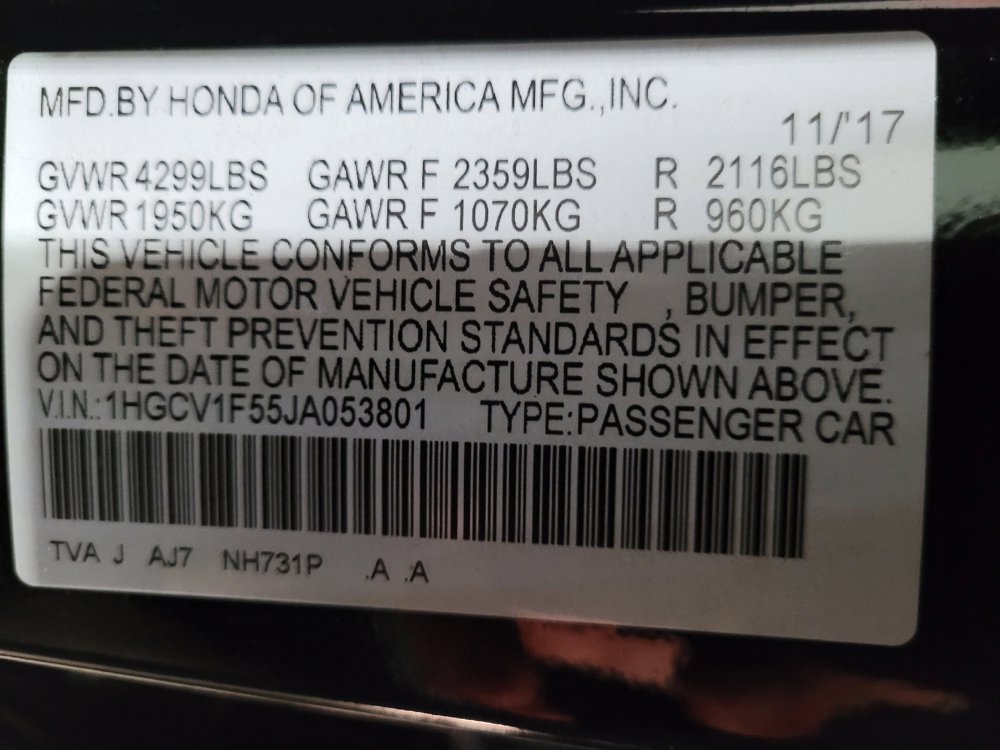 MFD.BY HONDA OF AMERICA MFG.,INC.
11/'17
GVWR 4299LBS GAWR F 2359LBS R 2116LBS
GVWR 1950KG GAWR F 1070KG R 960KG
THIS VEHICLE CONFORMS TO ALL APPLICABLE
FEDERAL MOTOR VEHICLE SAFETY , BUMPER,
AND THEFT PREVENTION STANDARDS IN EFFECT
ON THE DATE OF MANUFACTURE SHOWN ABOVE.
V.I.N.:1HGCV1F55JA053801 TYPE:PASSENGER CAR
TVA J AJ7 NH731P .A .A